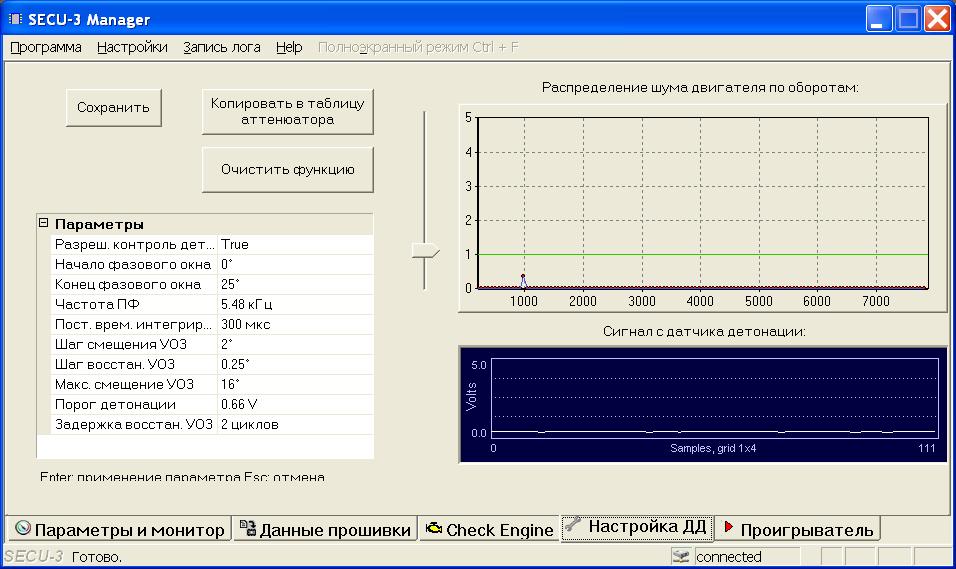 SECU-3 Manager
Программа Настройки Запись лога Help Полноэкранный режим Ctrl + F
Сохранить
Копировать в таблицу
аттенюатора
Очистить функцию
Параметры
Разреш. контроль дет... True
Начало фазового окна 0°
Конец фазового окна 25°
Частота ПФ 5.48 кГц
Пост. врем. интегрир... 300 мкс
Шаг смещения УОЗ 2°
Шаг восстан. УОЗ 0.25°
Макс. смещение УОЗ 16°
Порог детонации 0.66 V
Задержка восстан. УОЗ 2 циклов
Enter: применение параметра Esc: отмена
Распределение шума двигателя по оборотам:
5
4
3
2
1
0
1000 2000 3000 4000 5000 6000 7000
Сигнал с датчика детонации:
5.0
Volts
0.0
0 Samples, grid 1x4 111
Параметры и монитор Данные прошивки Check Engine Настройка ДД Проигрыватель
SECU-3 Готово. connected